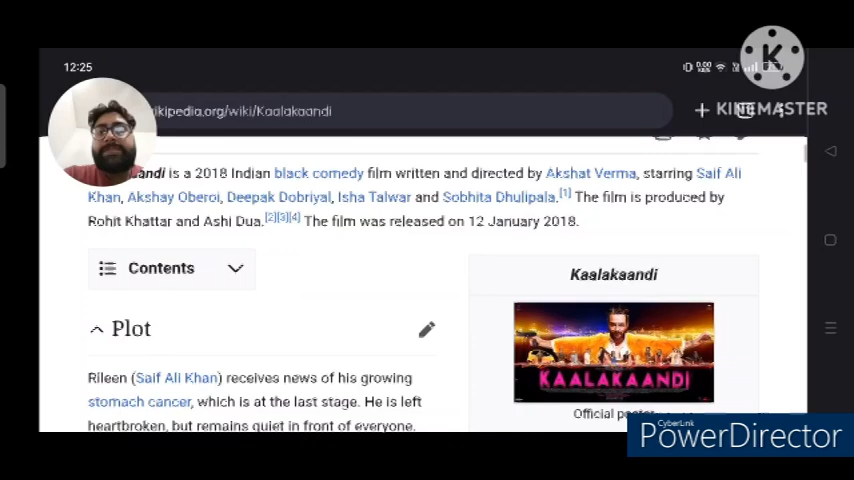 12:25
KINEMASTER
ikipedia.org/wiki/Kaalakaandi
andi is a 2018 Indian black comedy film written and directed by Akshat Verma, starring Saif Ali
Khan, Akshay Oberoi, Deepak Dobriyal, Isha Talwar and Sobhita Dhulipala.[1] The film is produced by
Rohit Khattar and Ashi Dua.[2][3][4] The film was released on 12 January 2018.
Contents
Kaalakaandi
Plot
KAALAKAANDI
Official poster
Rileen (Saif Ali Khan) receives news of his growing
stomach cancer, which is at the last stage. He is left
heartbroken, but remains quiet in front of everyone.
CyberLink
PowerDirector